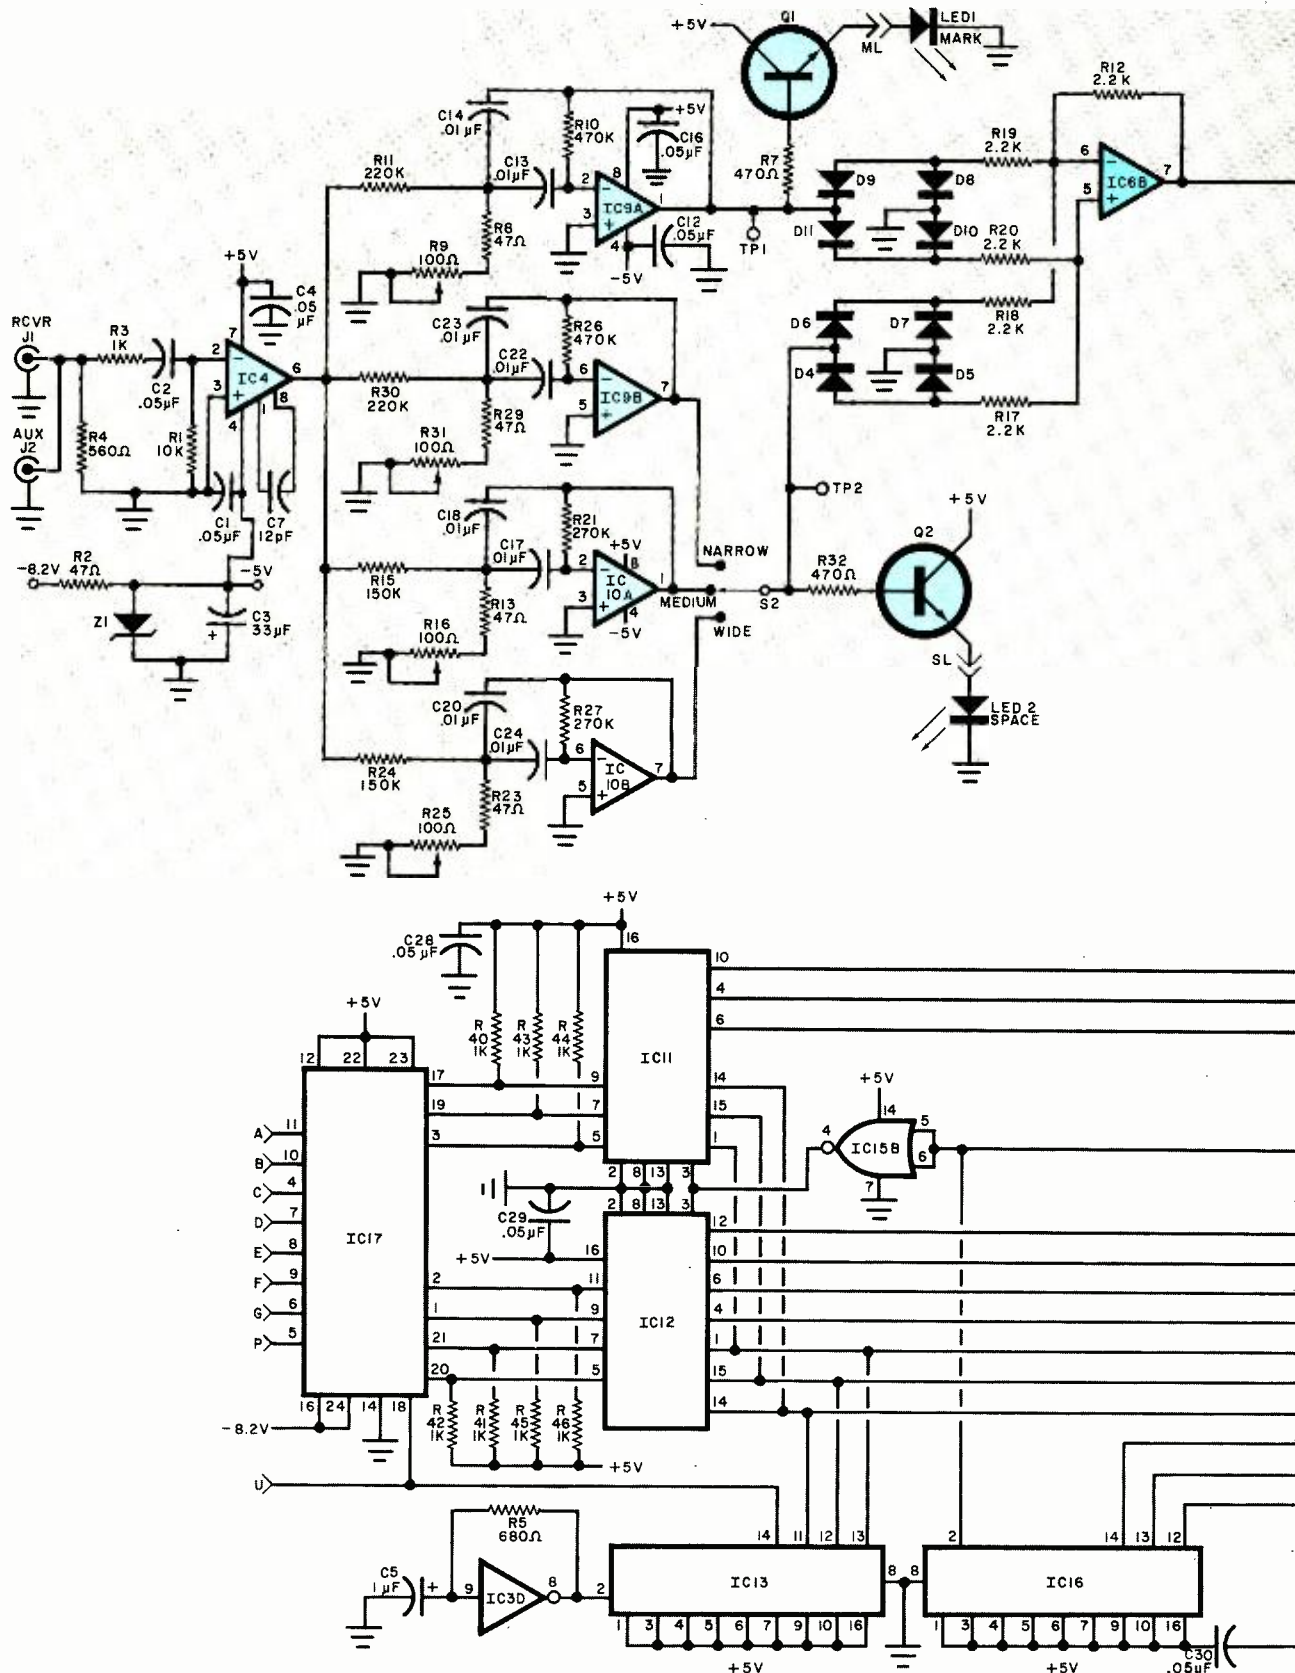 +5V
Q1
ML
LED1
MARK
R12
2.2K
C14
.01µF
R10
470K
+5V
C16
.05µF
R11
220K
C13
.01µF
R7
470Ω
D9
D8
R19
2.2K
6
7
5
IC6B
2
8
1
3
4
IC9A
R8
47Ω
C12
.05µF
-5V
TP1
D11
D10
R20
2.2K
R9
100Ω
+5V
C4
.05
µF
C23
.01µF
R26
470K
D6
D7
R18
2.2K
RCVR
J1
R3
1K
C2
.05µF
7
2
3
6
1
8
4
IC4
C22
.01µF
6
7
5
IC9B
D4
D5
R30
220K
R29
47Ω
R17
2.2K
AUX
J2
R4
560Ω
R1
10K
R31
100Ω
C1
.05µF
C7
12pF
C18
.01µF
R21
270K
TP2
+5V
Q2
R2
47Ω
-8.2V
-5V
C17
.01µF
+5V
8
2
1
3
4
IC
10A
-5V
NARROW
MEDIUM
WIDE
S2
R32
470Ω
R15
150K
R13
47Ω
Z1
C3
33µF
+
R16
100Ω
SL
C20
.01µF
R27
270K
LED 2
SPACE
C24
.01µF
6
7
5
IC
10B
R24
150K
R23
47Ω
R25
100Ω
+5V
C28
.05µF
16
10
4
6
R
40
1K
R
43
1K
R
44
1K
IC11
+5V
12
22
23
17
9
14
+5V
19
7
15
14
A
11
3
5
1
4
5
6
IC15B
B
10
2
8
13
3
7
C
4
2
8
13
3
D
7
C29
.05µF
12
IC17
E
8
+5V
16
10
F
9
2
11
6
G
6
1
9
IC12
4
P
5
21
7
1
20
5
15
16
24
14
18
R
42
1K
R
41
1K
R
45
1K
R
46
1K
14
-8.2V
+5V
U
R5
680Ω
14
11
12
13
2
14
13
12
C5
1µF
+
9
IC3D
8
2
IC13
8
8
IC16
1
3
4
5
6
7
9
10
16
1
3
4
5
6
7
9
10
16
+5V
+5V
C30
.05µF